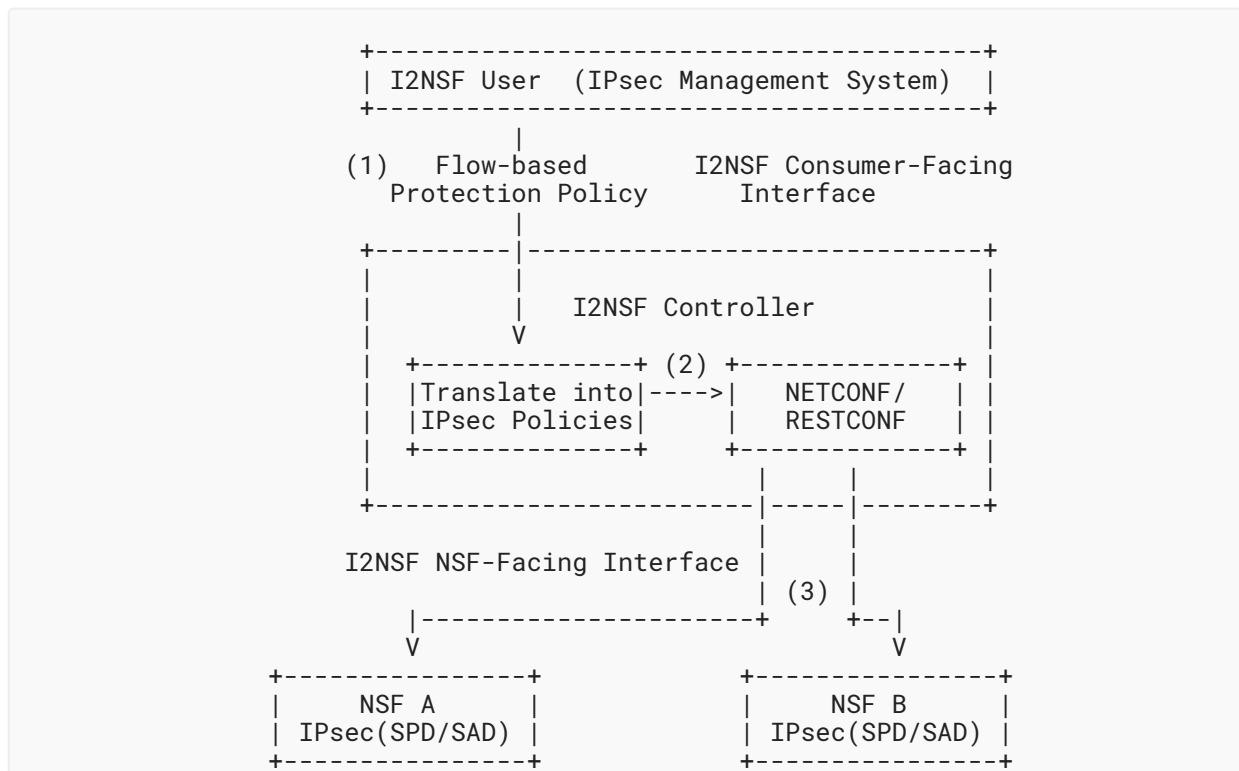 +-----------------------------------------+
| I2NSF User  (IPsec Management System)  |
+-----------------------------------------+
|
(1)   Flow-based       I2NSF Consumer-Facing
Protection Policy      Interface
|
+---------|------------------------------+
|         |                              |
|         |   I2NSF Controller           |
|         V                              |
|  +--------------+ (2) +--------------+ |
|  |Translate into|---->|   NETCONF/   | |
|  |IPsec Policies|     |   RESTCONF   | |
|  +--------------+     +--------------+ |
|                         |     |        |
+-------------------------|-----|--------+
|     |
I2NSF NSF-Facing Interface |     |
| (3) |
|----------------------+     +--|
V                               V
+----------------+             +----------------+
|     NSF A      |             |     NSF B      |
| IPsec(SPD/SAD) |             | IPsec(SPD/SAD) |
+----------------+             +----------------+